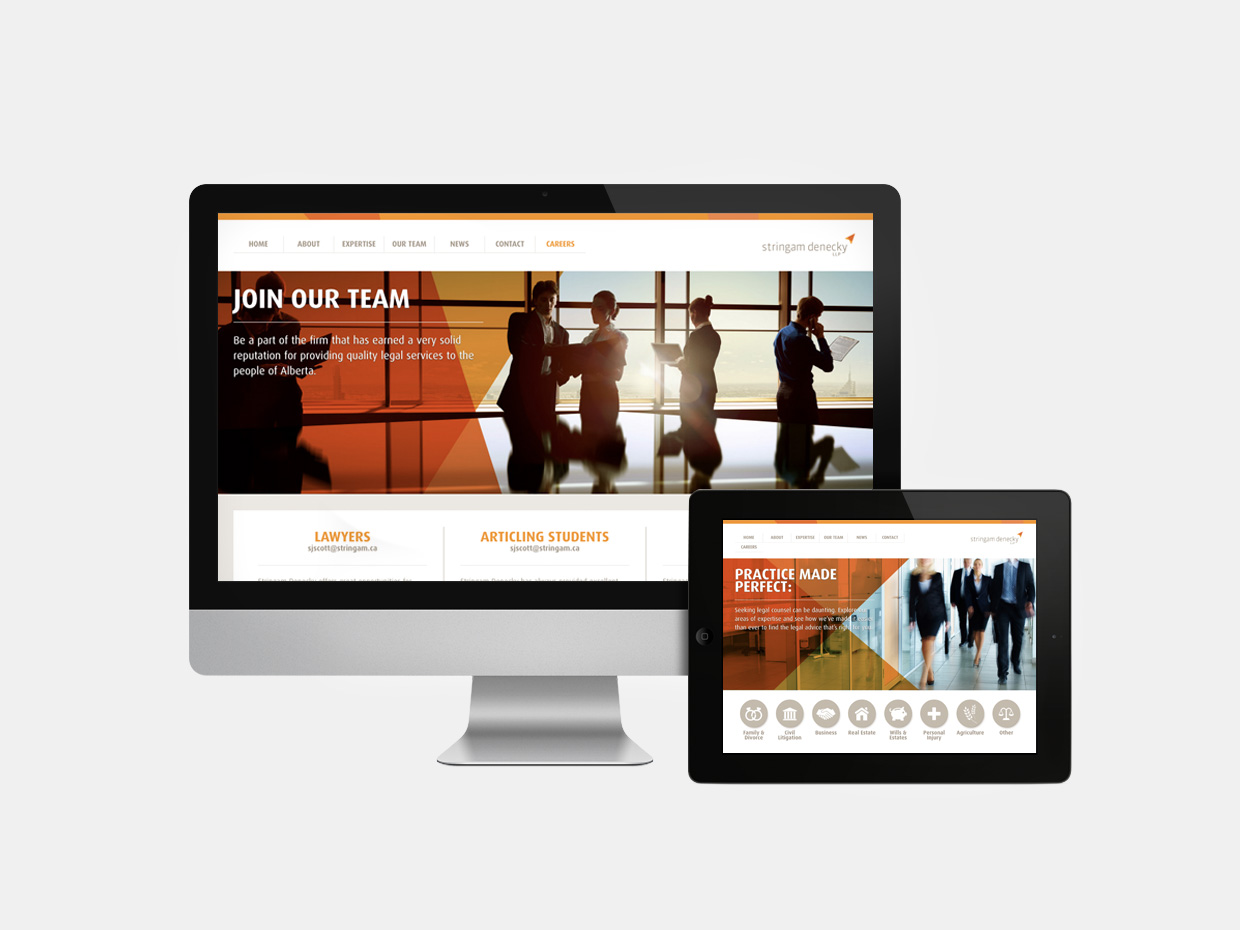 HOME ABOUT EXPERTISE OUR TEAM NEWS CONTACT CAREERS
stringam denecky
LLP
JOIN OUR TEAM
Be a part of the firm that has earned a very solid
reputation for providing quality legal services to the
people of Alberta.
LAWYERS
sjscott@stringam.ca
ARTICLING STUDENTS
sjscott@stringam.ca
HOME ABOUT EXPERTISE OUR TEAM NEWS CONTACT
CAREERS
stringam denecky
PRACTICE MADE
PERFECT:
Seeking legal counsel can be daunting. Explore our
areas of expertise and see how we've made it easier
than ever to find the legal advice that's right for you.
Family &
Divorce
Civil
Litigation
Business
Real Estate
Wills &
Estates
Personal
Injury
Agriculture
Other